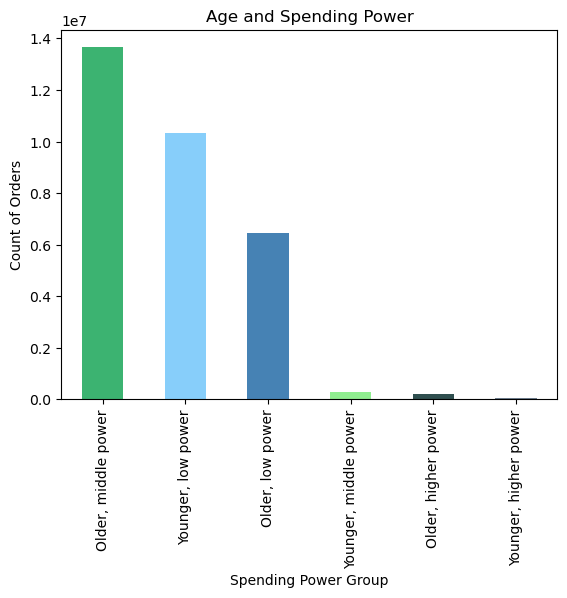 Age and Spending Power
1e7
1.4
1.2
1.0
0.8
0.6
0.4
0.2
0.0
Count of Orders
Older, middle power
Younger, low power
Older, low power
Younger, middle power
Older, higher power
Younger, higher power
Spending Power Group